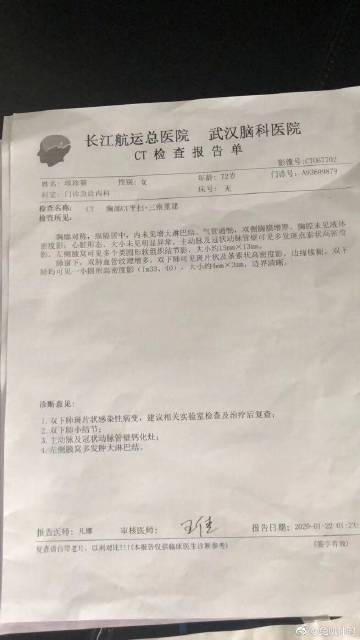 长江航运总医院 武汉脑科医院
CT 检 查 报 告 单
影像号:CT067702
姓名: 性别: 女 年龄: 72岁 门诊号: A93609879
科室: 门诊急诊内科 床号: 无
检查名称: CT 胸部CT平扫+三维重建
检查所见:
胸廓对称，纵隔居中，内未见增大淋巴结。气管通畅，双侧胸膜增厚，胸腔未见液体
密度影；心脏形态、大小未见明显异常。主动脉及冠状动脉管壁可见多发斑点状高密度
影。左侧腋窝可见多个类圆形软组织结节影，大小约19mm×13mm。
肺窗下，双肺血管纹理增多，双下肺可见斑片状及条索状高密度影，边缘模糊，双下
肺均可见一小圆形高密度影（Im33，40），大小约4mm×3mm，边界清晰。
诊断意见:
1.双下肺斑片状感染性病变，建议相关实验室检查及治疗后复查；
2.双下肺小结节；
3.主动脉及冠状动脉管壁钙化灶；
4.左侧腋窝多发肿大淋巴结。
报告医师: 凡娜 审核医师: 报告日期: 2020-01-22 01:23
复查请自带老片，以利对比!!!(本报告仅供临床医生诊断参考) (签字有效)